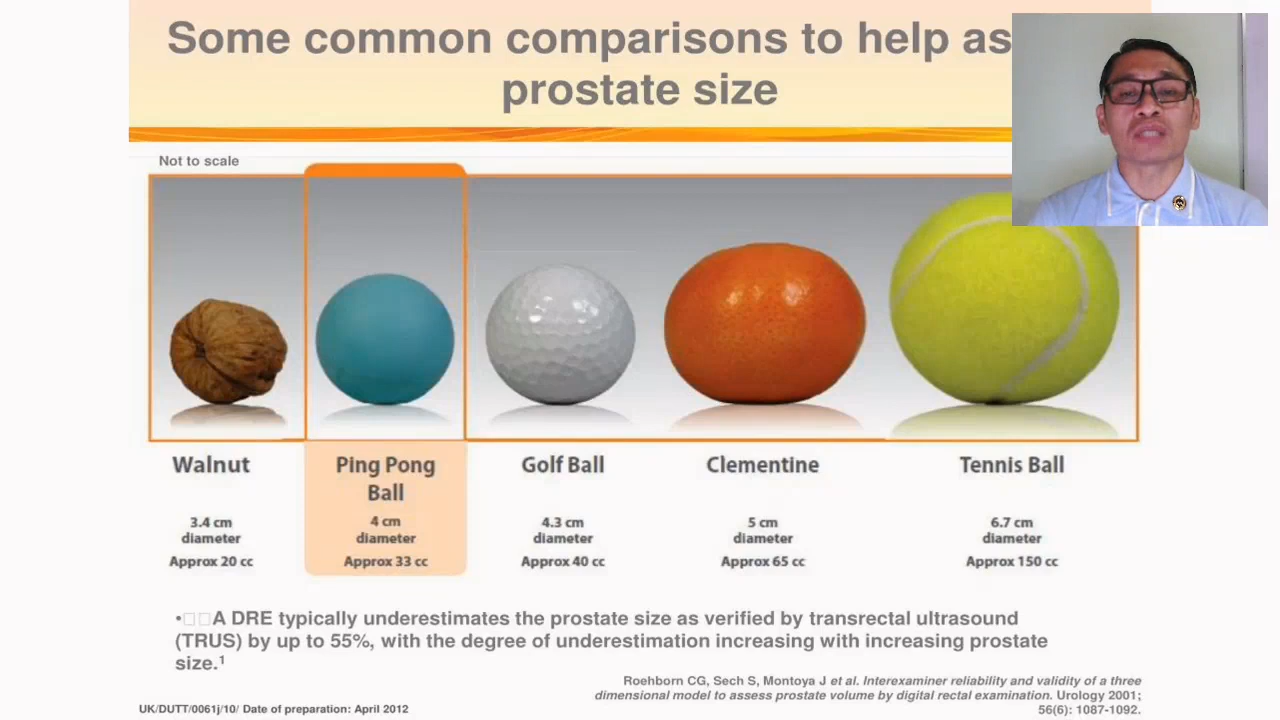 Some common comparisons to help as
prostate size
Not to scale
Walnut
Ping Pong
Ball
Golf Ball
Clementine
Tennis Ball
3.4 cm
diameter
Approx 20 cc
4 cm
diameter
Approx 33 cc
4.3 cm
diameter
Approx 40 cc
5 cm
diameter
Approx 65 cc
6.7 cm
diameter
Approx 150 cc
• A DRE typically underestimates the prostate size as verified by transrectal ultrasound
(TRUS) by up to 55%, with the degree of underestimation increasing with increasing prostate
size.¹
Roehborn CG, Sech S, Montoya J et al. Interexaminer reliability and validity of a three
dimensional model to assess prostate volume by digital rectal examination. Urology 2001;
56(6): 1087-1092.
UK/DUTT/0061j/10/ Date of preparation: April 2012